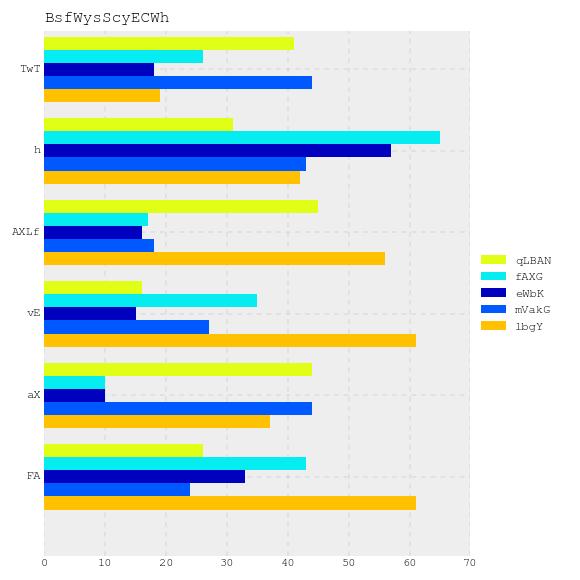 BsfWysScyECWh
TwT
h
AXLf
vE
aX
FA
0 10 20 30 40 50 60 70
qLBAN
fAXG
eWbK
mVakG
lbgY